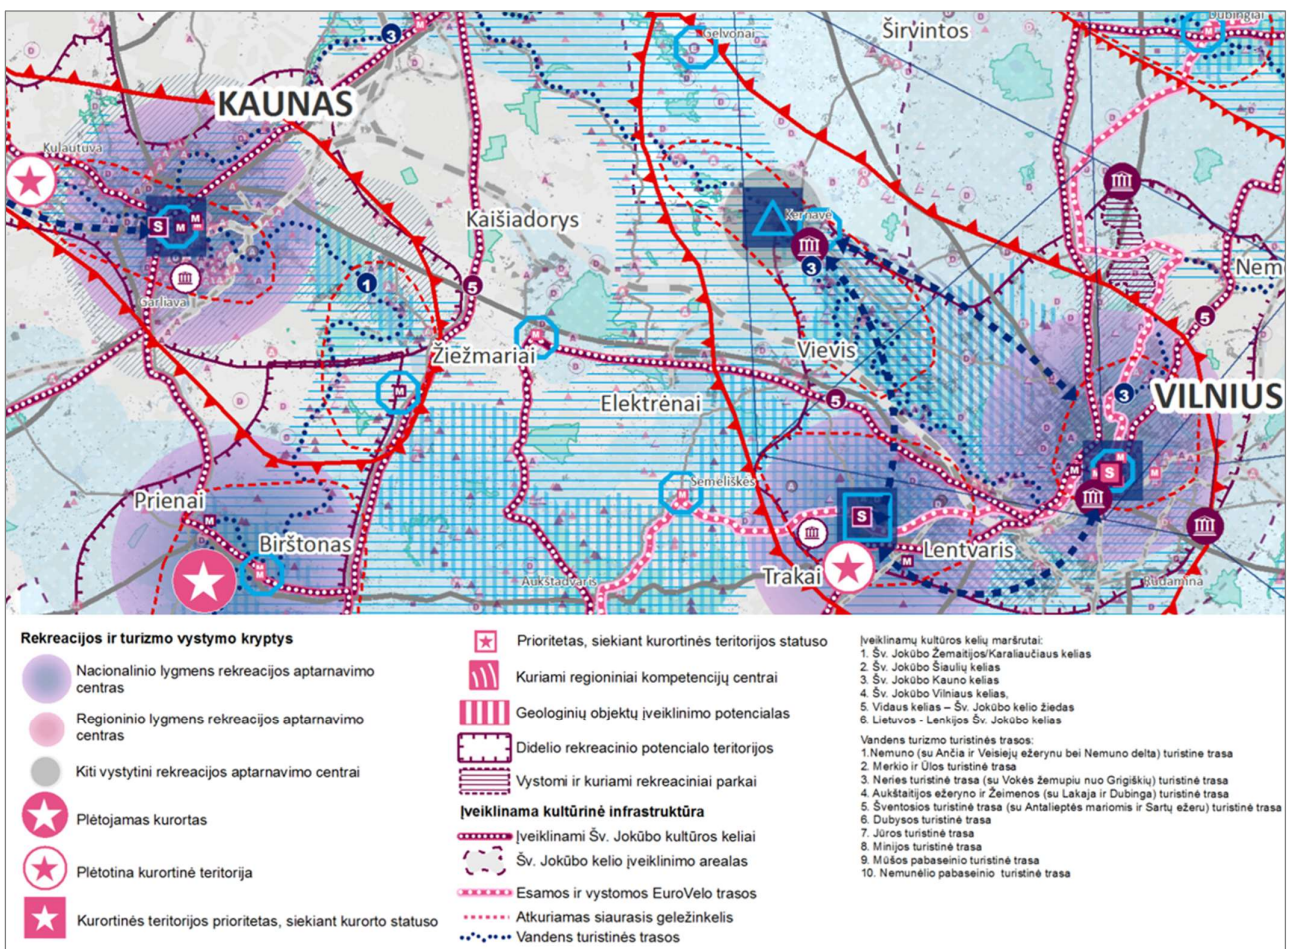 Gelvonai
Dubingiai
Širvintos
3
KAUNAS
Kulautuva
S
M
Garliava
1
Kaišiadorys
5
Kernavė
3
Neme
5
Žiežmariai
M
M
Vievis
5
3
VILNIUS
Elektrėnai
Semeliškės
M
M
M
S
Prienai
M
S
Birštonas
Lentvaris
M
Trakai
Aukštadvaris
Rudamina
Rekreacijos ir turizmo vystymo kryptys
Nacionalinio lygmens rekreacijos aptarnavimo
centras
Regioninio lygmens rekreacijos aptarnavimo
centras
Kiti vystytini rekreacijos aptarnavimo centrai
Plėtojamas kurortas
Plėtotina kurortinė teritorija
Kurortinės teritorijos prioritetas, siekiant kurorto statuso
Prioritetas, siekiant kurortinės teritorijos statuso
Kuriami regioniniai kompetencijų centrai
Geologinių objektų įveiklinimo potencialas
Didelio rekreacinio potencialo teritorijos
Vystomi ir kuriami rekreaciniai parkai
Įveiklinama kultūrinė infrastruktūra
Įveiklinami Šv. Jokūbo kultūros keliai
Šv. Jokūbo kelio įveiklinimo arealas
Esamos ir vystomos EuroVelo trasos
Atkuriamas siaurasis geležinkelis
Vandens turistinės trasos
Įveiklinamų kultūros kelių maršrutai:
1. Šv. Jokūbo Žemaitijos/Karaliaučiaus kelias
2. Šv. Jokūbo Šiaulių kelias
3. Šv. Jokūbo Kauno kelias
4. Šv. Jokūbo Vilniaus kelias,
5. Vidaus kelias – Šv. Jokūbo kelio žiedas
6. Lietuvos - Lenkijos Šv. Jokūbo kelias
Vandens turizmo turistinės trasos:
1.Nemuno (su Ančia ir Veisiejų ežerynu bei Nemuno delta) turistine trasa
2. Merkio ir Ūlos turistinė trasa
3. Neries turistinė trasa (su Vokės žemupiu nuo Grigiškių) turistinė trasa
4. Aukštaitijos ežeryno ir Žeimenos (su Lakaja ir Dubinga) turistinė trasa
5. Šventosios turistinė trasa (su Antalieptės mariomis ir Sartų ežeru) turistinė trasa
6. Dubysos turistinė trasa
7. Jūros turistinė trasa
8. Minijos turistinė trasa
9. Mūšos pabaseinio turistinė trasa
10. Nemunėlio pabaseinio turistinė trasa